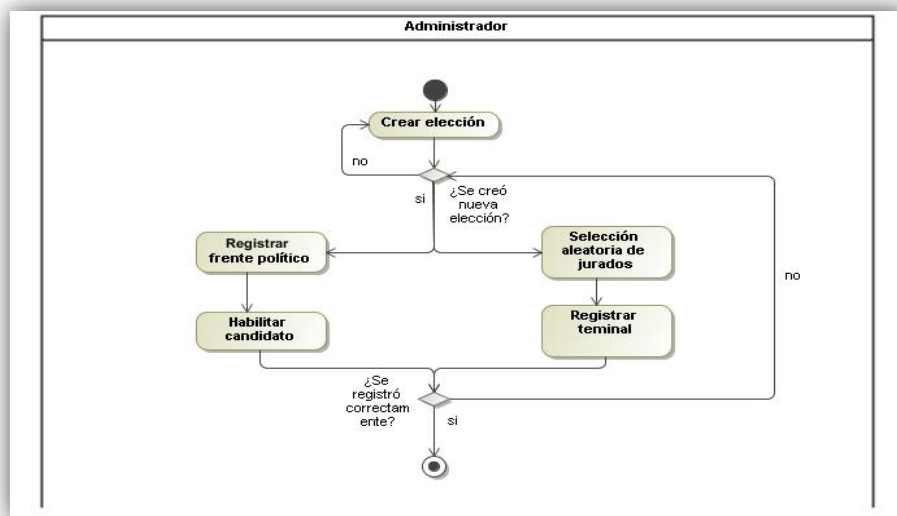 Administrador
Crear elección
no
si
¿Se creó
nueva
elección?
Registrar
frente político
Selección
aleatoria de
jurados
no
Habilitar
candidato
Registrar
teminal
¿Se
registró
correctam
ente?
si